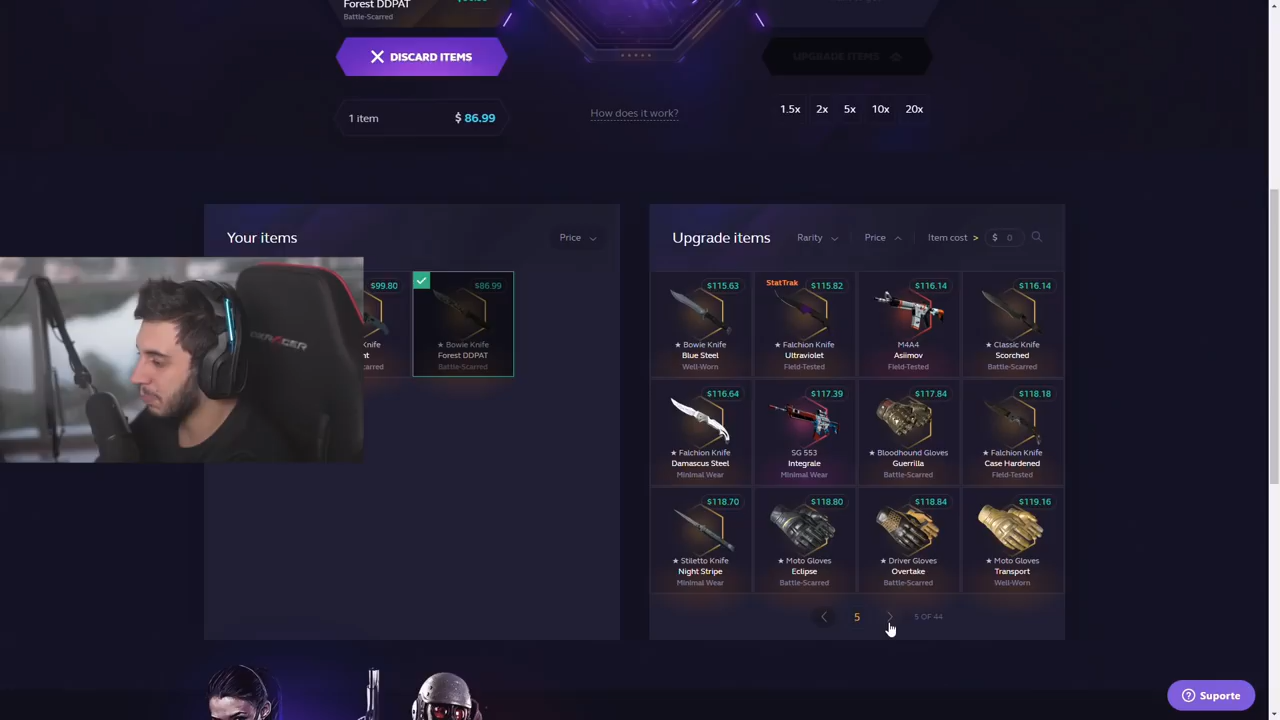 Forest DDPAT
Battle-Scarred
DISCARD ITEMS
UPGRADE ITEMS
1 item
$ 86.99
How does it work?
1.5x
2x
5x
10x
20x
Your items
Price
Upgrade items
Rarity
Price
Item cost >
$ 0
$99.80
$86.99
★ Bowie Knife
Forest DDPAT
Battle-Scarred
$115.63
★ Bowie Knife
Blue Steel
Well-Worn
StatTrak
$115.82
★ Falchion Knife
Ultraviolet
Field-Tested
$116.14
M4A4
Asiimov
Field-Tested
$116.14
★ Classic Knife
Scorched
Battle-Scarred
$116.64
★ Falchion Knife
Damascus Steel
Minimal Wear
$117.39
SG 553
Integrale
Minimal Wear
$117.84
★ Bloodhound Gloves
Guerrilla
Battle-Scarred
$118.18
★ Falchion Knife
Case Hardened
Field-Tested
$118.70
★ Stiletto Knife
Night Stripe
Minimal Wear
$118.80
★ Moto Gloves
Eclipse
Battle-Scarred
$118.84
★ Driver Gloves
Overtake
Battle-Scarred
$119.16
★ Moto Gloves
Transport
Well-Worn
5
5 OF 44
Suporte